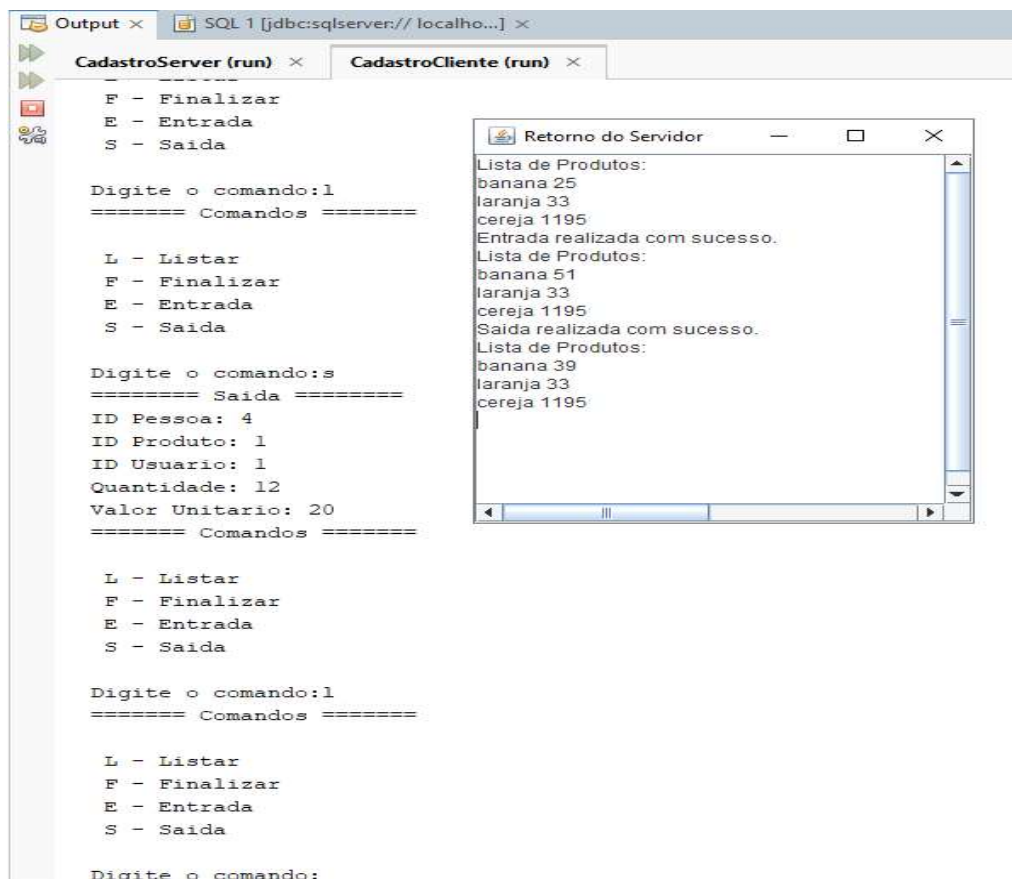 Output
SQL 1 [jdbc:sqlserver:// localho...]
CadastroServer (run)
CadastroCliente (run)
F - Finalizar
E - Entrada
S - Saida
Digite o comando:l
======= Comandos =======
L - Listar
F - Finalizar
E - Entrada
S - Saida
Digite o comando:s
======== Saida ========
ID Pessoa: 4
ID Produto: 1
ID Usuario: 1
Quantidade: 12
Valor Unitario: 20
======= Comandos =======
L - Listar
F - Finalizar
E - Entrada
S - Saida
Digite o comando:l
======= Comandos =======
L - Listar
F - Finalizar
E - Entrada
S - Saida
Digite o comando:
Retorno do Servidor
Lista de Produtos:
banana 25
laranja 33
cereja 1195
Entrada realizada com sucesso.
Lista de Produtos:
banana 51
laranja 33
cereja 1195
Saida realizada com sucesso.
Lista de Produtos:
banana 39
laranja 33
cereja 1195